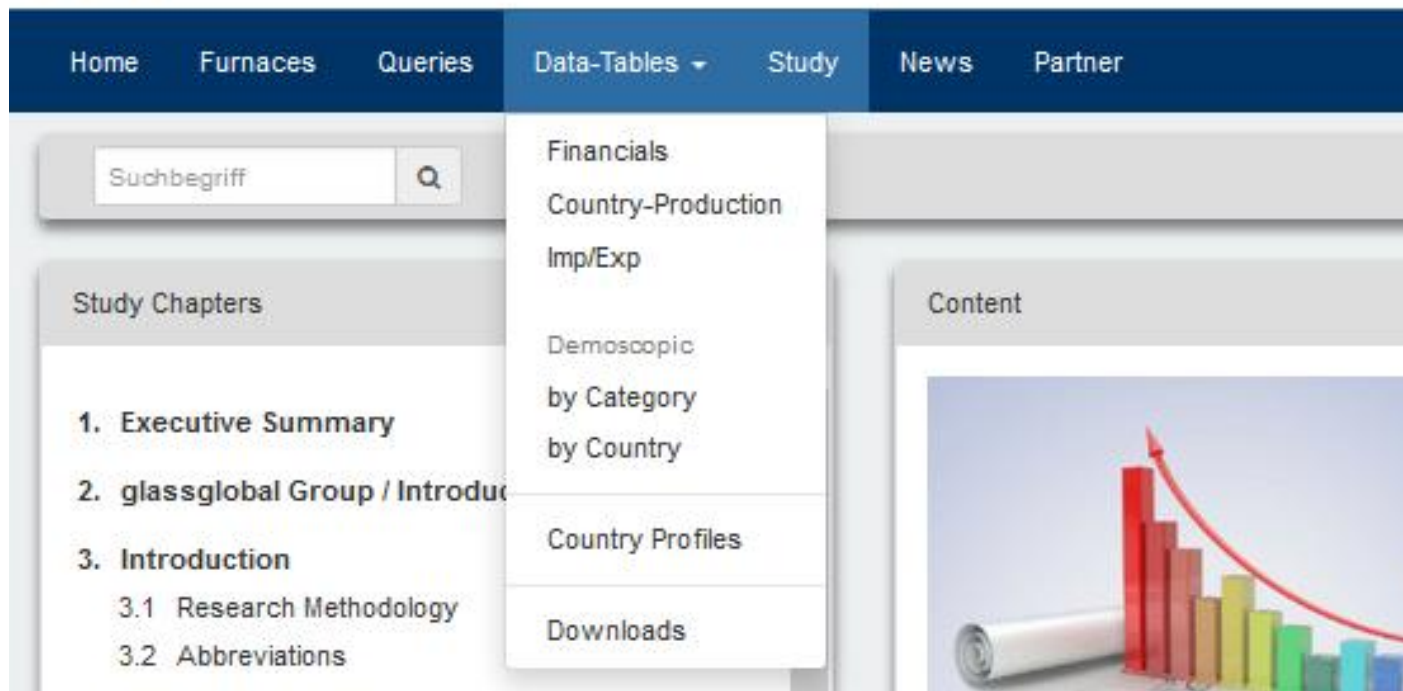 Home Furnaces Queries Data-Tables Study News Partner
Suchbegriff
Financials
Country-Production
Imp/Exp
Demoscopic
by Category
by Country
Country Profiles
Downloads
Study Chapters
1. Executive Summary
2. glassglobal Group /
3. Introduction
3.1 Research Methodology
3.2 Abbreviations
Content